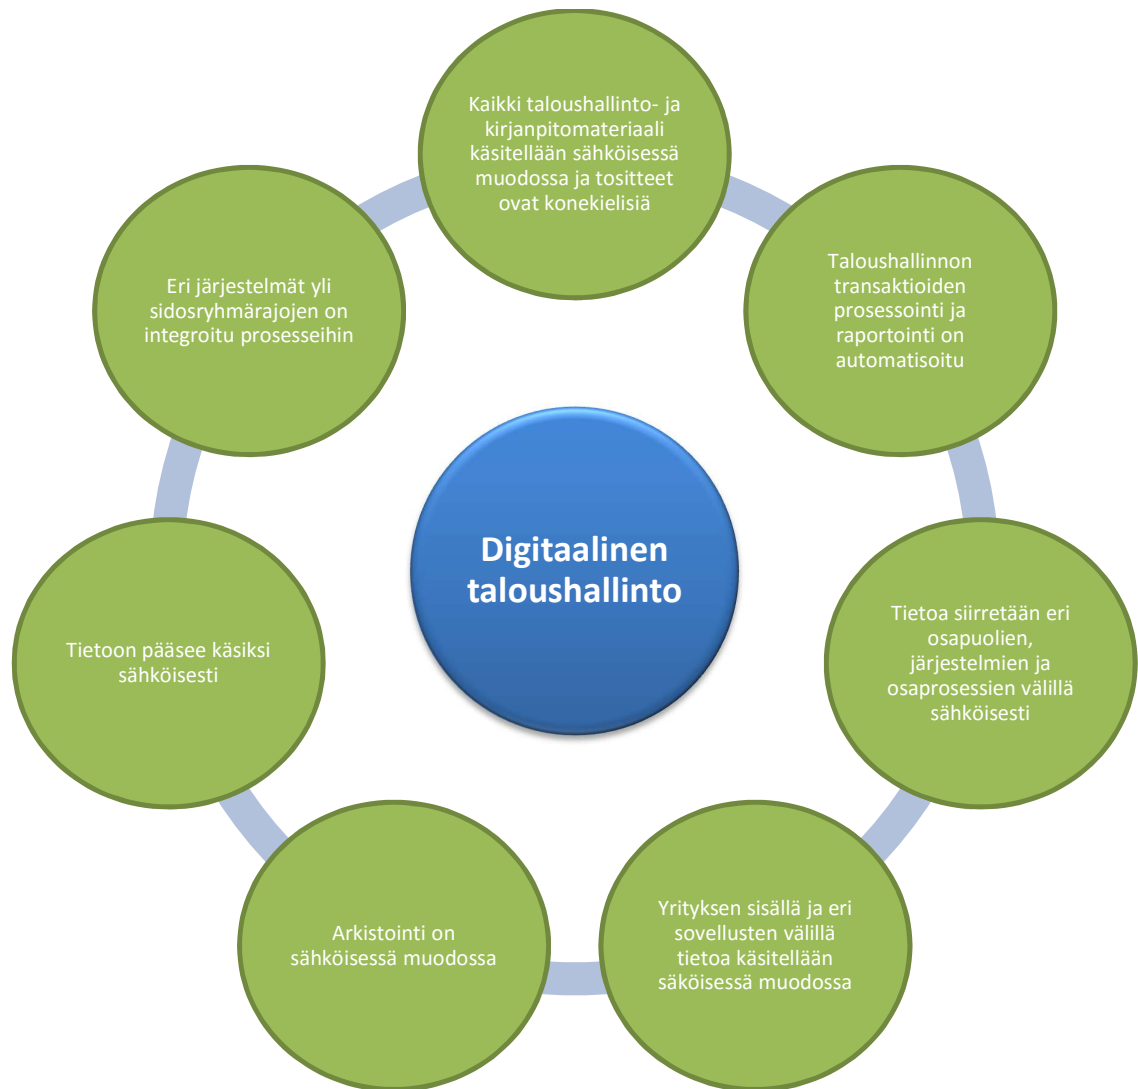 Kaikki taloushallinto- ja
kirjanpitomateriaali
käsitellään sähköisessä
muodossa ja tositteet
ovat konekielisiä
Taloushallinnon
transaktioiden
prosessointi ja
raportointi on
automatisoitu
Tietoa siirretään eri
osapuolien,
järjestelmien ja
osaprosessien välillä
sähköisesti
Yrityksen sisällä ja eri
sovellusten välillä
tietoa käsitellään
säköisessä muodossa
Arkistointi on
sähköisessä muodossa
Tietoon pääsee käsiksi
sähköisesti
Eri järjestelmät yli
sidosryhmärajojen on
integroitu prosesseihin
Digitaalinen
taloushallinto